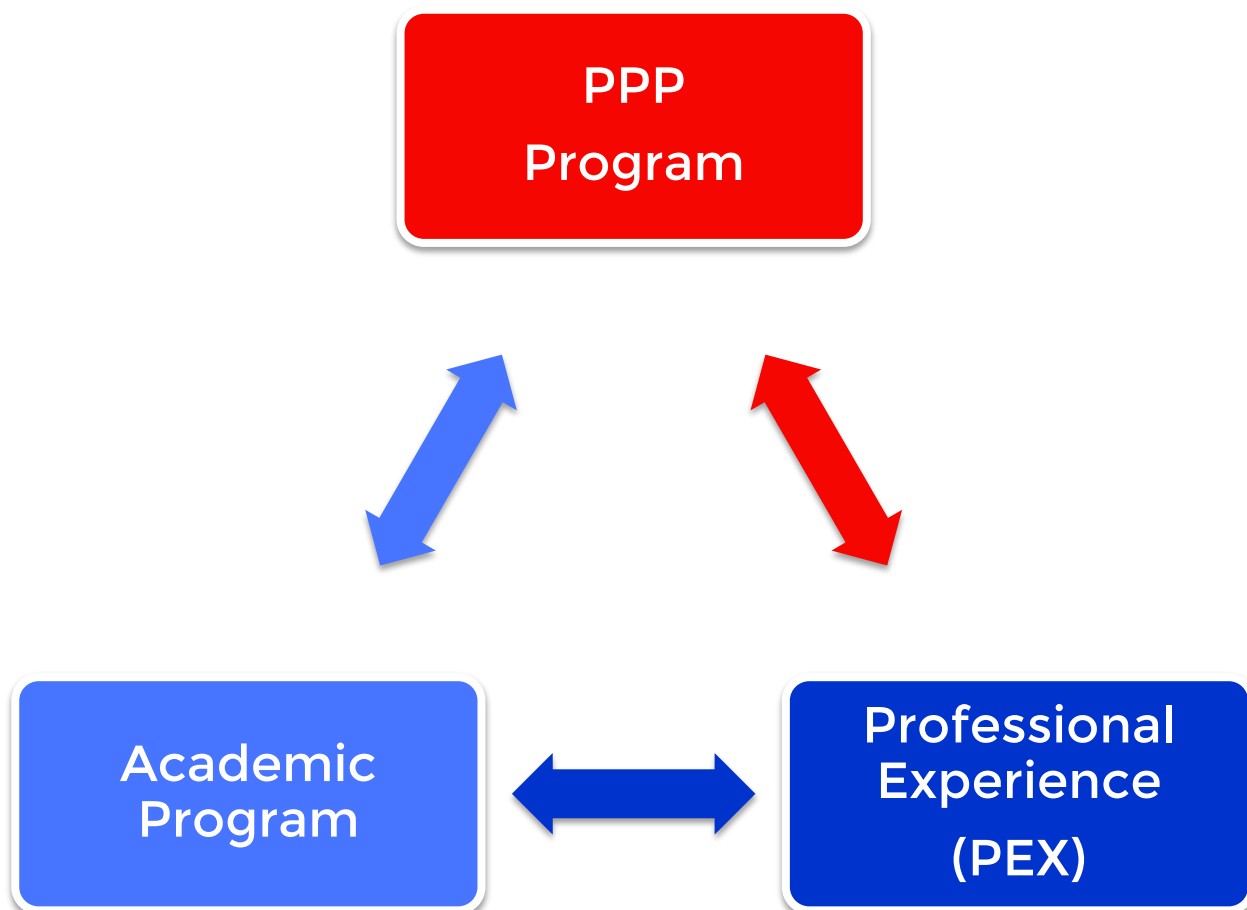 PPP
Program
Academic
Program
Professional
Experience
(PEX)